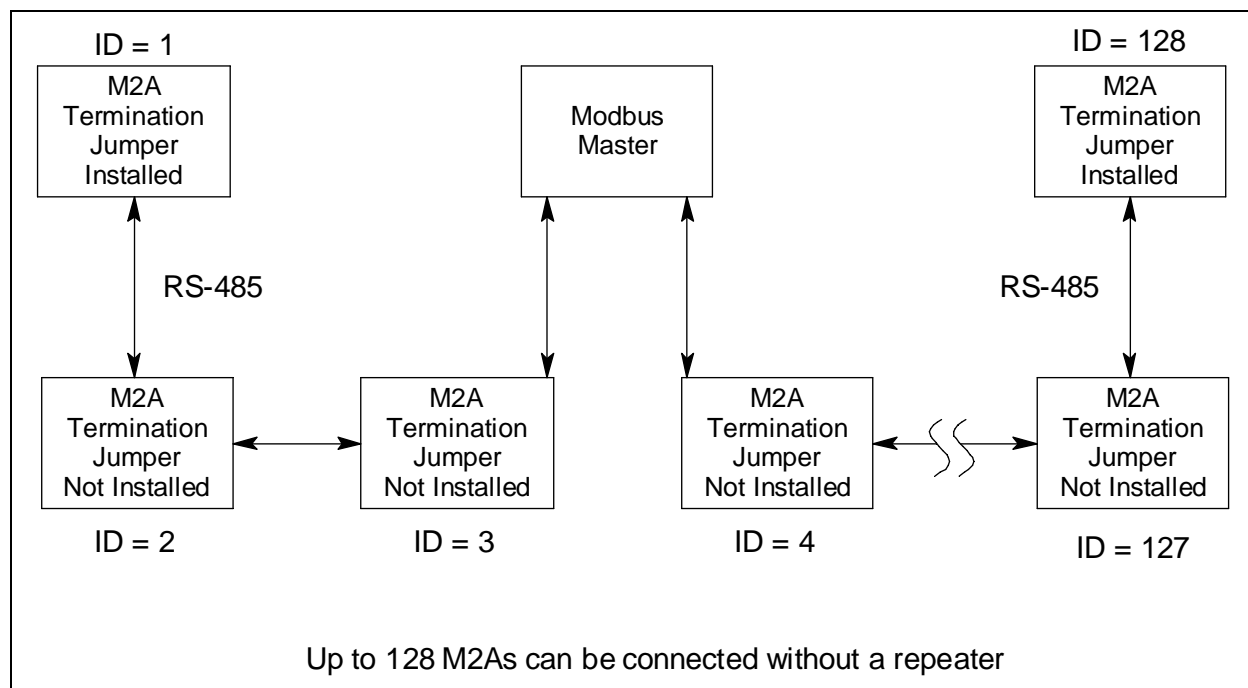 ID = 1
M2A
Termination
Jumper
Installed
Modbus
Master
ID = 128
M2A
Termination
Jumper
Installed
RS-485
RS-485
M2A
Termination
Jumper
Not Installed
ID = 2
M2A
Termination
Jumper
Not Installed
ID = 3
M2A
Termination
Jumper
Not Installed
ID = 4
M2A
Termination
Jumper
Not Installed
ID = 127
Up to 128 M2As can be connected without a repeater